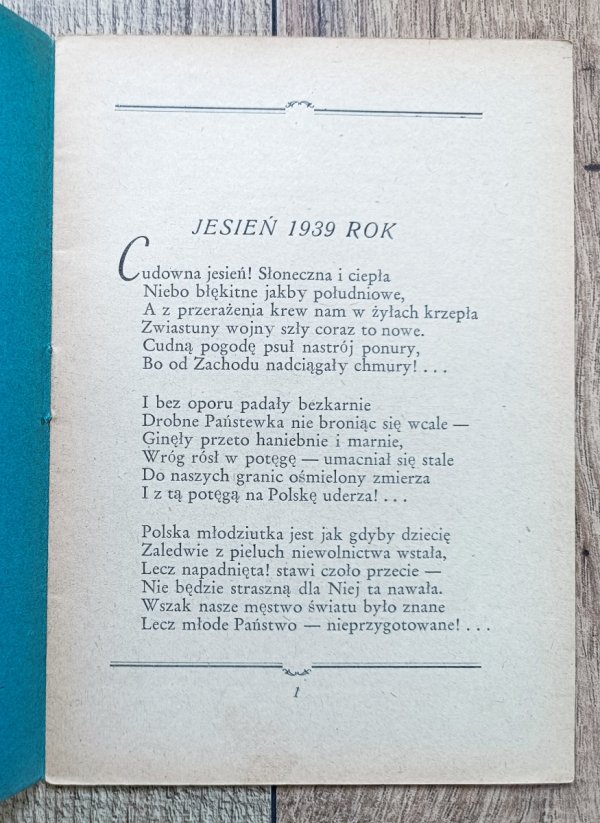 JESIEŃ 1939 ROK
Cudowna jesień! Słoneczna i ciepła
Niebo błękitne jakby południowe,
A z przerażenia krew nam w żyłach krzepła
Zwiastuny wojny szły coraz to nowe.
Cudną pogodę psuł nastrój ponury,
Bo od Zachodu nadciągały chmury! . . .
I bez oporu padały bezkarnie
Drobne Państewka nie broniąc się wcale —
Ginęły przeto haniebnie i marnie,
Wróg rósł w potęgę — umacniał się stale
Do naszych granic ośmielony zmierza
I z tą potęgą na Polskę uderza! . . .
Polska młodziutka jest jak gdyby dziecię
Zaledwie z pieluch niewolnictwa wstała,
Lecz napadnięta! stawi czoło przecie —
Nie będzie straszną dla Niej ta nawała.
Wszak nasze męstwo światu było znane
Lecz młode Państwo — nieprzygotowane! . . .
1